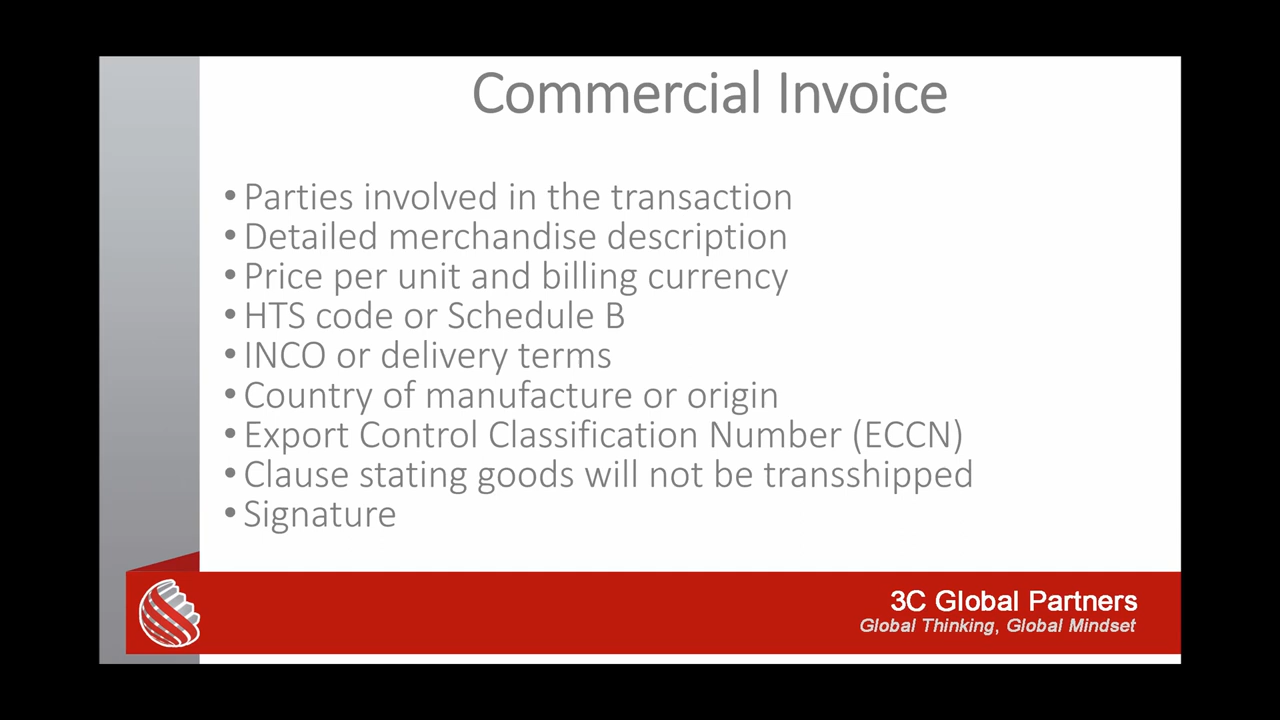 Commercial Invoice
• Parties involved in the transaction
• Detailed merchandise description
• Price per unit and billing currency
• HTS code or Schedule B
• INCO or delivery terms
• Country of manufacture or origin
• Export Control Classification Number (ECCN)
• Clause stating goods will not be transshipped
• Signature
3C Global Partners
Global Thinking, Global Mindset